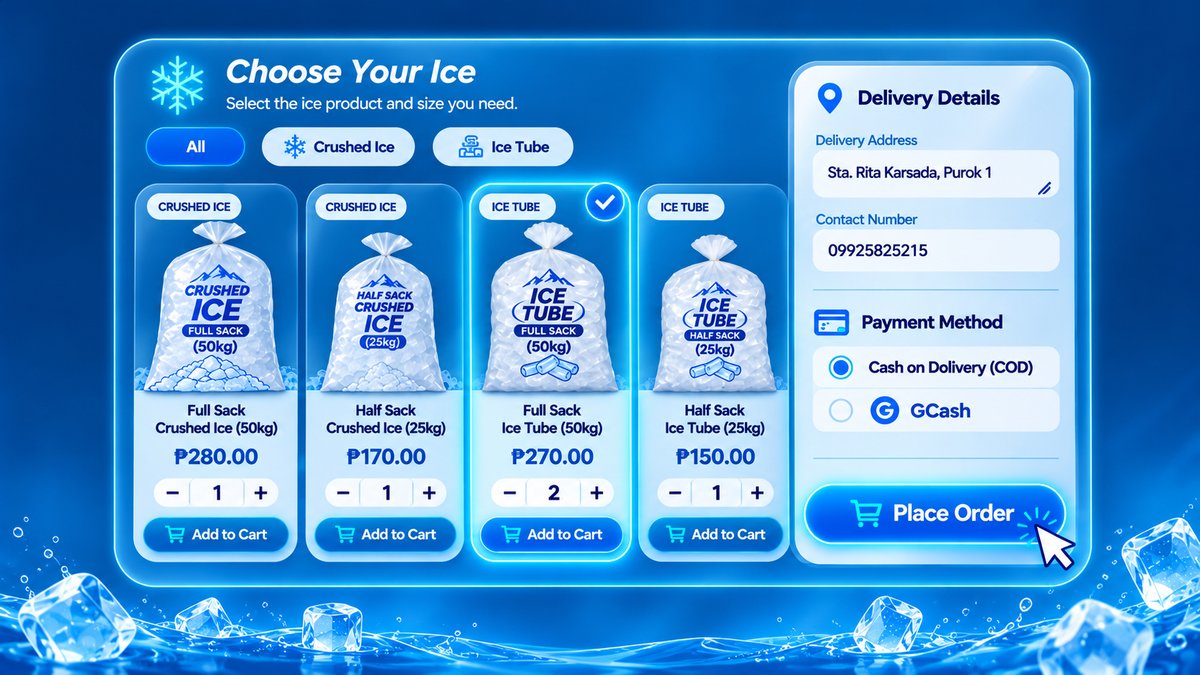 Choose Your Ice
Select the ice product and size you need.
All
Crushed Ice
Ice Tube
CRUSHED ICE
CRUSHED
ICE
FULL SACK
(50kg)
Full Sack
Crushed Ice (50kg)
₱280.00
− 1 +
Add to Cart
CRUSHED ICE
HALF SACK
CRUSHED
ICE
(25kg)
Half Sack
Crushed Ice (25kg)
₱170.00
− 1 +
Add to Cart
ICE TUBE
ICE
TUBE
FULL SACK
(50kg)
Full Sack
Ice Tube (50kg)
₱270.00
− 2 +
Add to Cart
ICE TUBE
ICE
TUBE
HALF SACK
(25kg)
Half Sack
Ice Tube (25kg)
₱150.00
− 1 +
Add to Cart
Delivery Details
Delivery Address
Sta. Rita Karsada, Purok 1
Contact Number
09925825215
Payment Method
Cash on Delivery (COD)
G GCash
Place Order